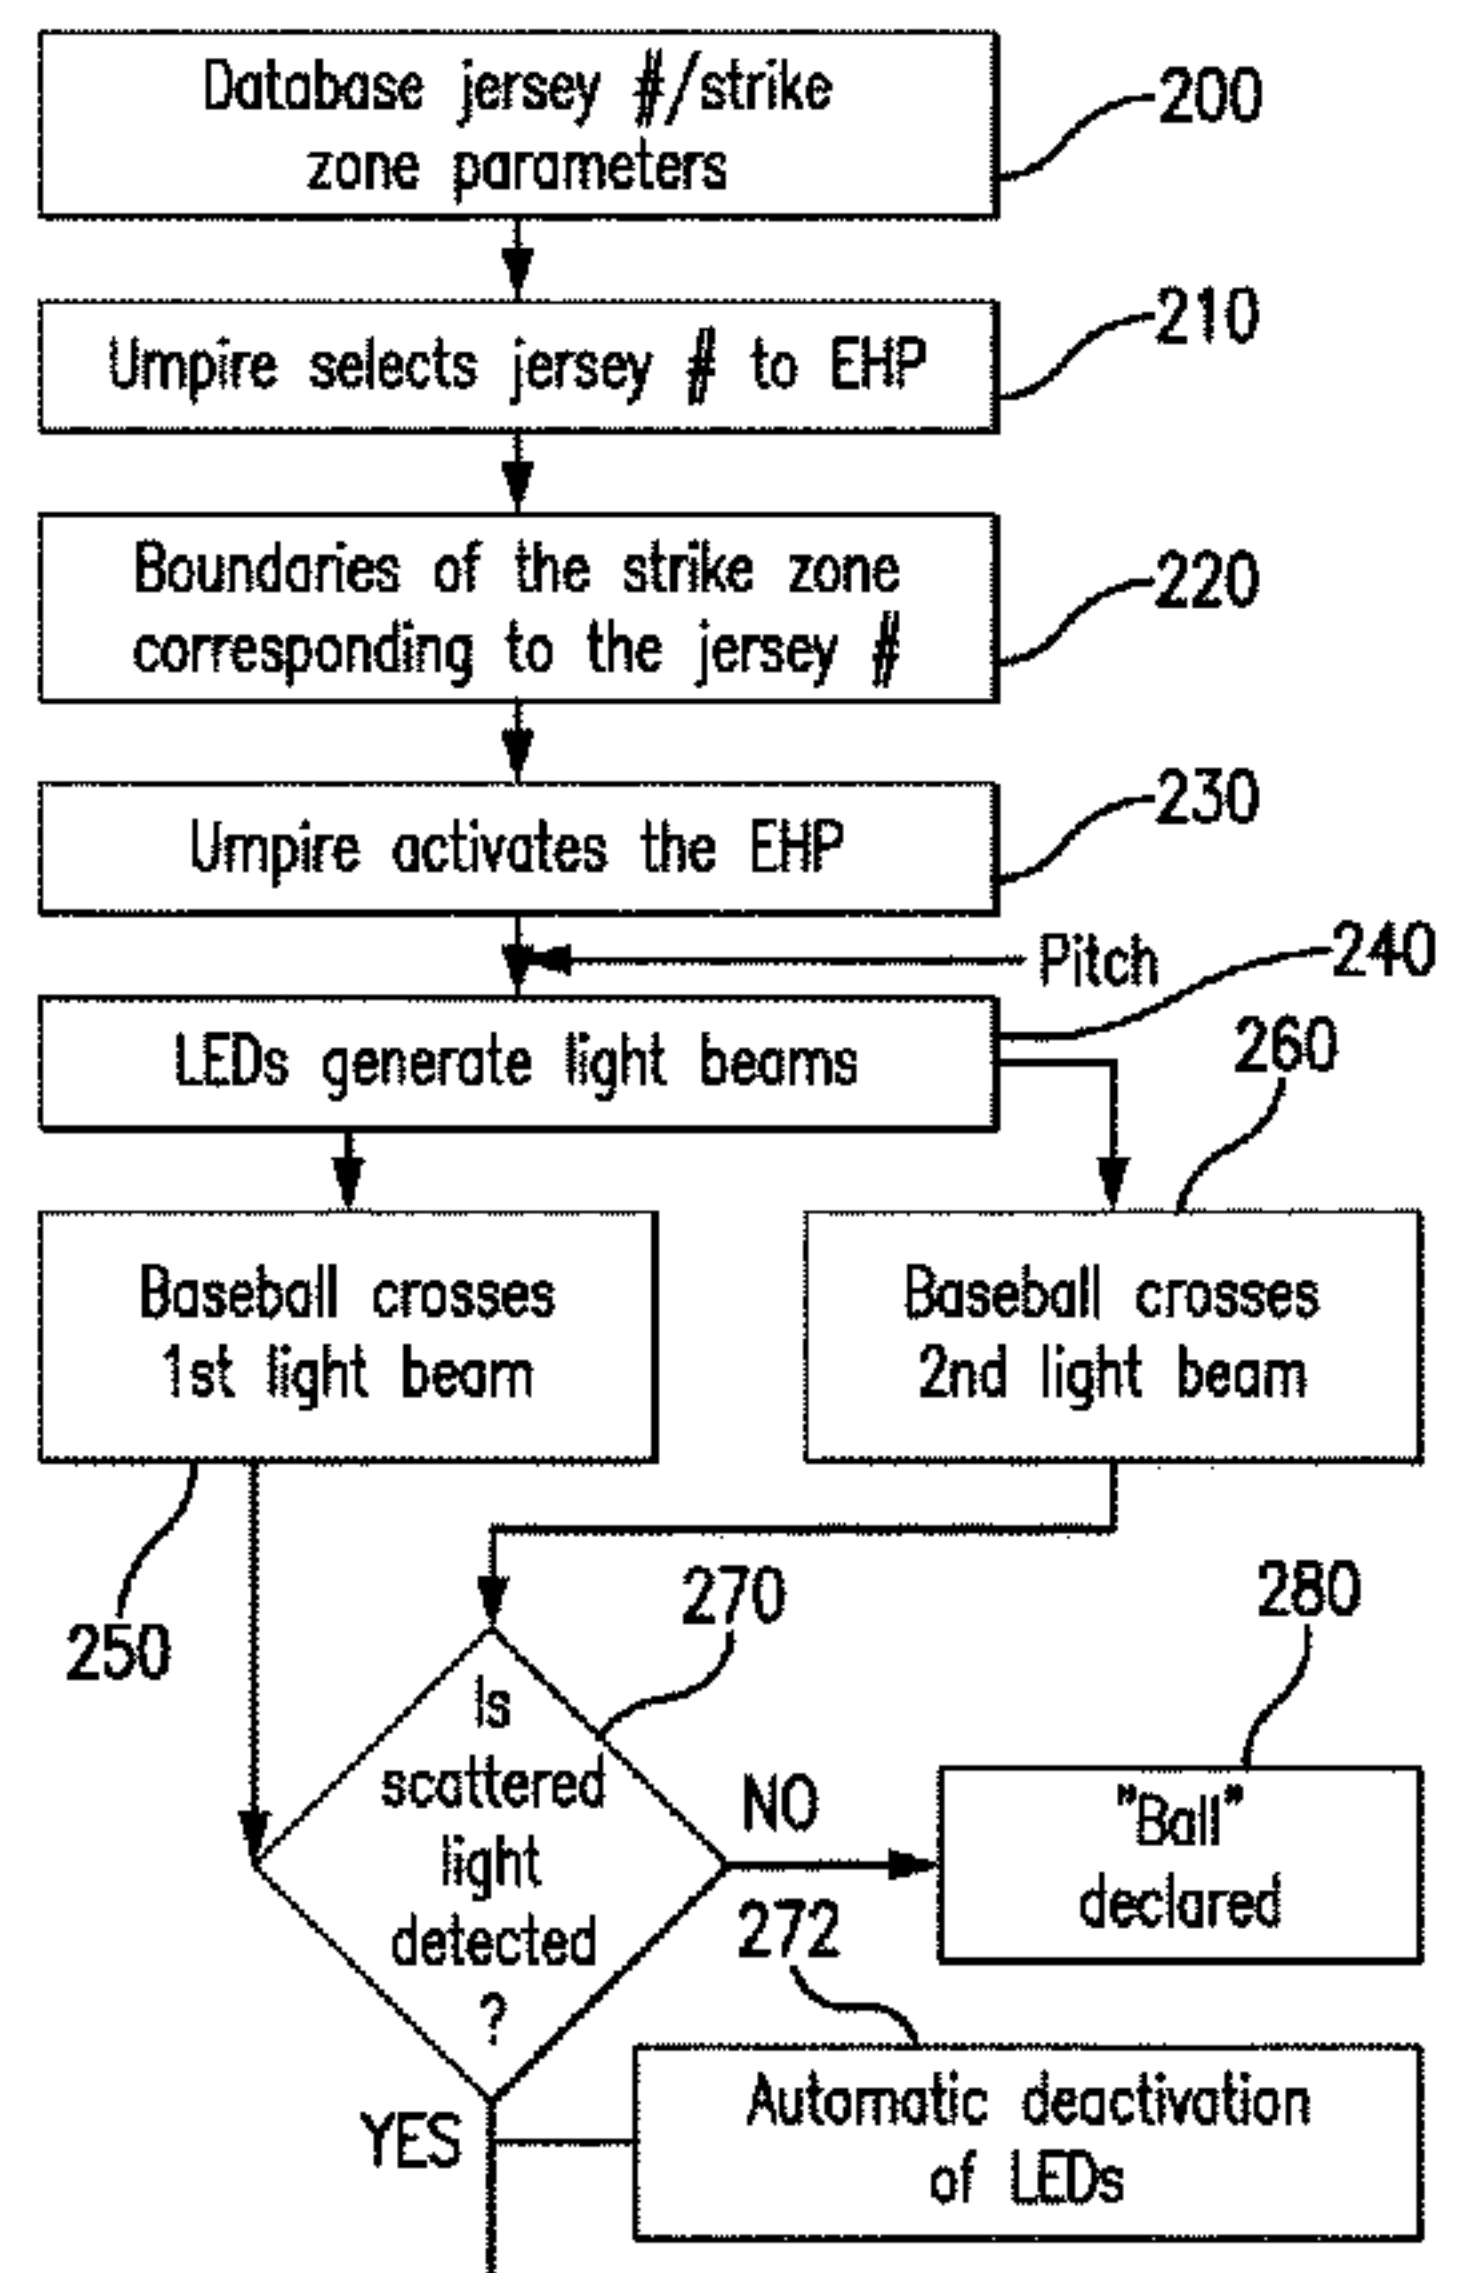 Database jersey #/strike
zone parameters
200
Umpire selects jersey # to EHP
210
Boundaries of the strike zone
corresponding to the jersey #
220
Umpire activates the EHP
230
Pitch
240
LEDs generate light beams
260
Baseball crosses
1st light beam
250
Baseball crosses
2nd light beam
270
Is
scattered
light
detected
?
NO
280
"Ball"
declared
272
YES
Automatic deactivation
of LEDs